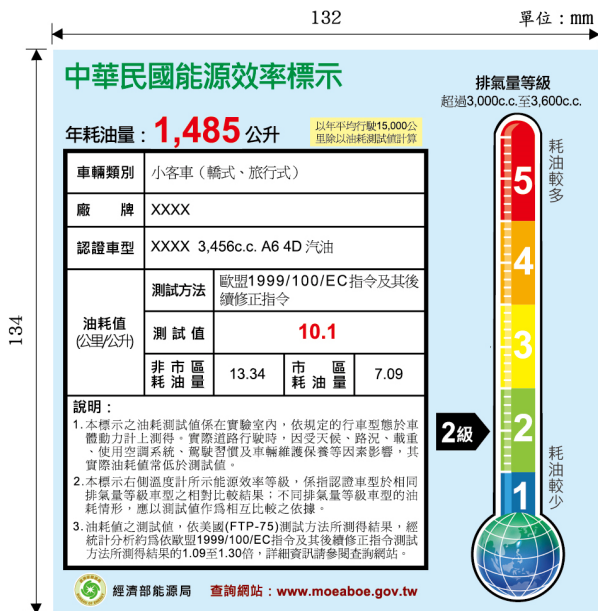 132
單位：mm
134
中華民國能源效率標示
年耗油量：1,485 公升
以年平均行駛15,000公
里除以油耗測試值計算
車輛類別
小客車（轎式、旅行式）
廠　牌
XXXX
認證車型
XXXX 3,456c.c. A6 4D 汽油
油耗值
(公里/公升)
測試方法
歐盟1999/100/EC指令及其後
續修正指令
測 試 值
10.1
非市區
耗油量
13.34
市　區
耗油量
7.09
說明：
1.本標示之油耗測試值係在實驗室內，依規定的行車型態於車
體動力計上測得。實際道路行駛時，因受天候、路況、載重
、使用空調系統、駕駛習慣及車輛維護保養等因素影響，其
實際油耗值常低於測試值。
2.本標示右側溫度計所示能源效率等級，係指認證車型於相同
排氣量等級車型之相對比較結果；不同排氣量等級車型的油
耗情形，應以測試值作爲相互比較之依據。
3.油耗值之測試值，依美國(FTP-75)測試方法所測得結果，經
統計分析約爲依歐盟1999/100/EC指令及其後續修正指令測試
方法所測得結果的1.09至1.30倍，詳細資訊請參閱查詢網站。
經濟部能源局
查詢網站：www.moeaboe.gov.tw
排氣量等級
超過3,000c.c.至3,600c.c.
耗油較多
5
4
3
2級
2
耗油較少
1